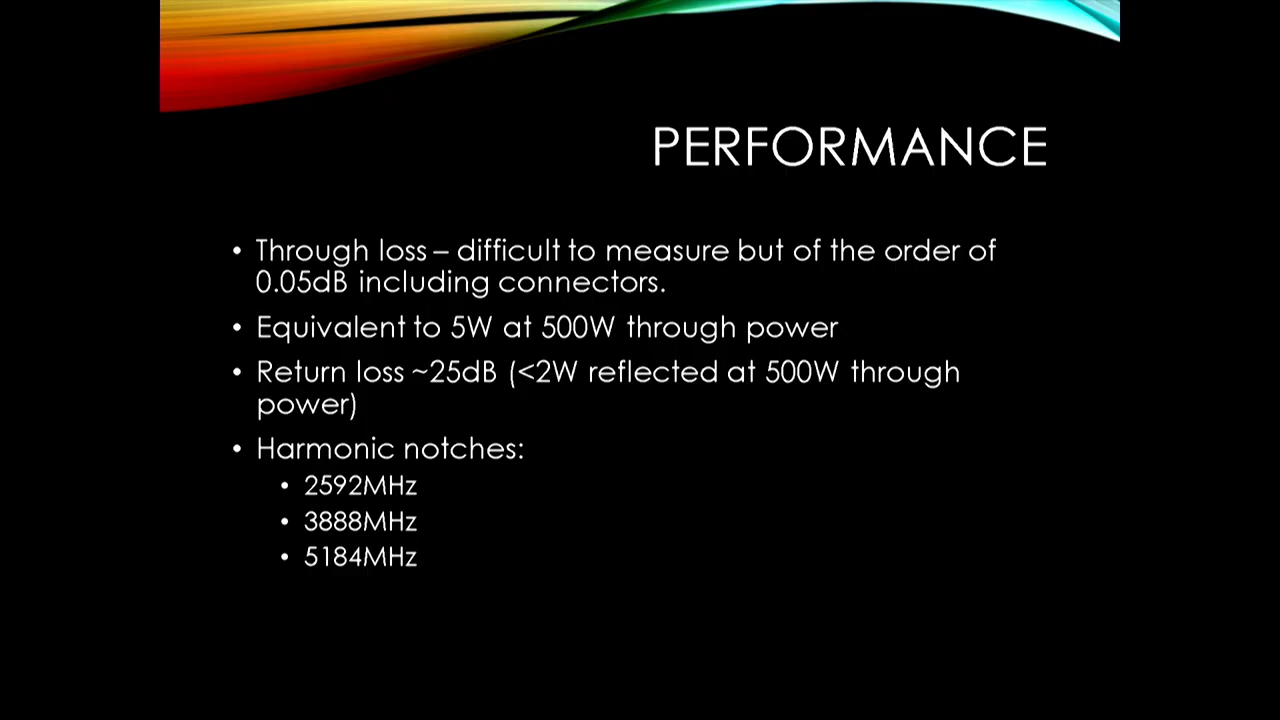 PERFORMANCE
• Through loss – difficult to measure but of the order of
0.05dB including connectors.
• Equivalent to 5W at 500W through power
• Return loss ~25dB (<2W reflected at 500W through
power)
• Harmonic notches:
• 2592MHz
• 3888MHz
• 5184MHz